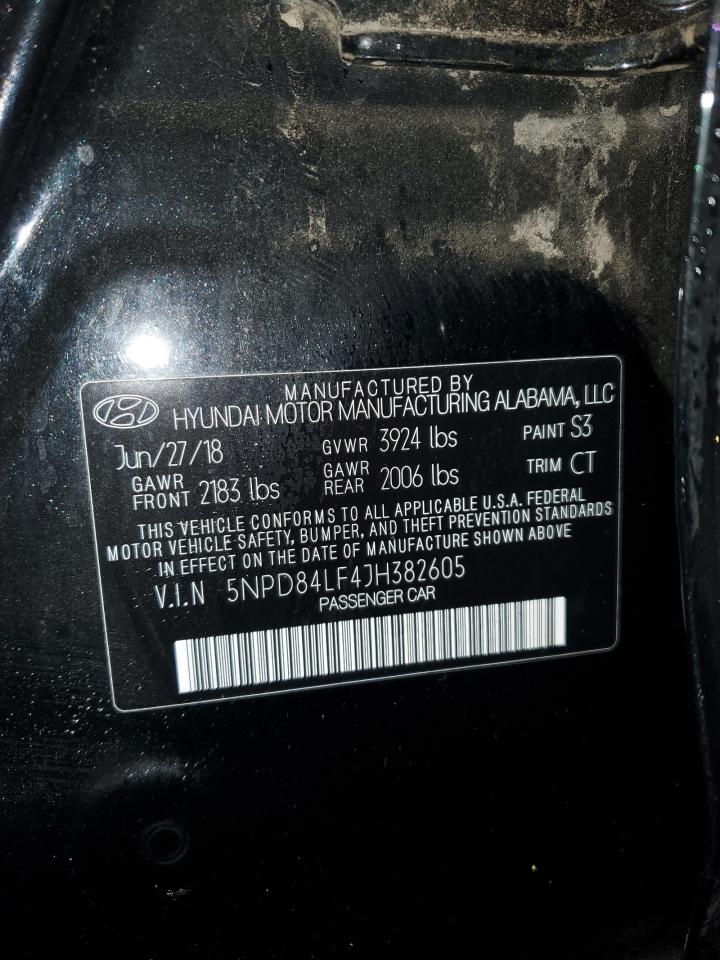 MANUFACTURED BY
HYUNDAI MOTOR MANUFACTURING ALABAMA, LLC
Jun/27/18 GVWR 3924 lbs PAINT S3
GAWR FRONT 2183 lbs GAWR REAR 2006 lbs TRIM CT
THIS VEHICLE CONFORMS TO ALL APPLICABLE U.S.A. FEDERAL
MOTOR VEHICLE SAFETY, BUMPER, AND THEFT PREVENTION STANDARDS
IN EFFECT ON THE DATE OF MANUFACTURE SHOWN ABOVE
V.I.N 5NPD84LF4JH382605
PASSENGER CAR